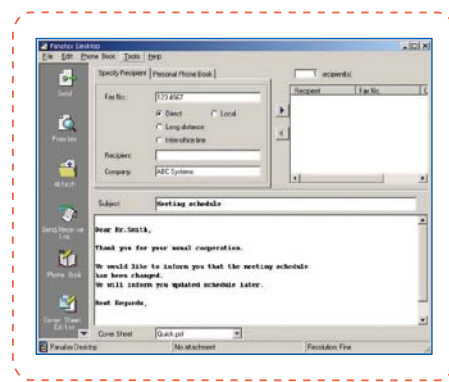 Panafax Desktop
File Edit Phone Book Tools Help
Send
Preview
Attach
Send/Receive
Log
Phone Book
Cover Sheet
Editor
Specify Recipient Personal Phone Book
Fax No.: 123 4567
Direct Local
Long distance
Inter-office line
Recipient:
Company: ABC Systems
recipient(s)
Recipient Fax No. C
Subject: Meeting schedule
Dear Mr.Smith,
Thank you for your usual cooperation.
We would like to inform you that the meeting schedule
has been changed.
We will inform you updated schedule later.
Best Regards,
Cover Sheet Quick.pof
Panafax Desktop No attachment Resolution: Fine